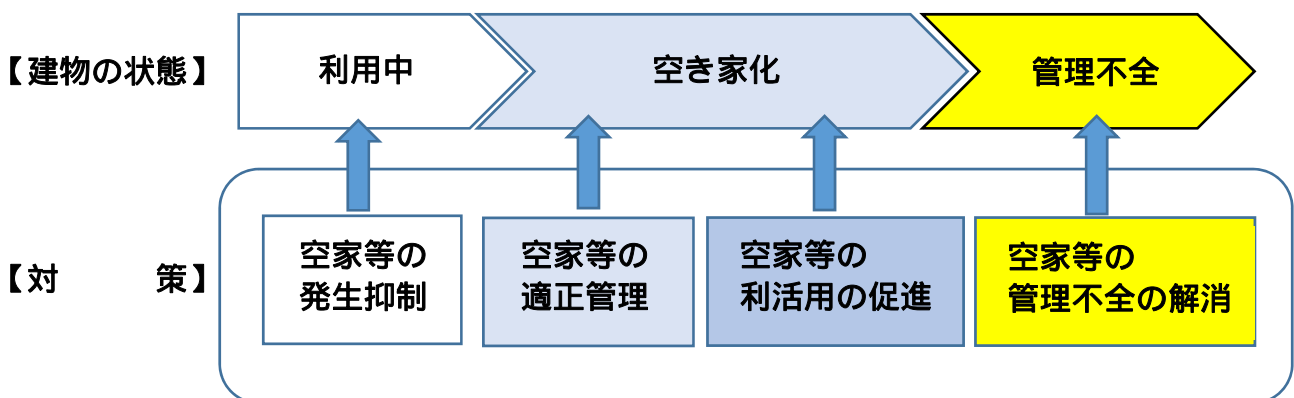 【建物の状態】
利用中
空き家化
管理不全
【対　　　策】
空家等の
発生抑制
空家等の
適正管理
空家等の
利活用の促進
空家等の
管理不全の解消